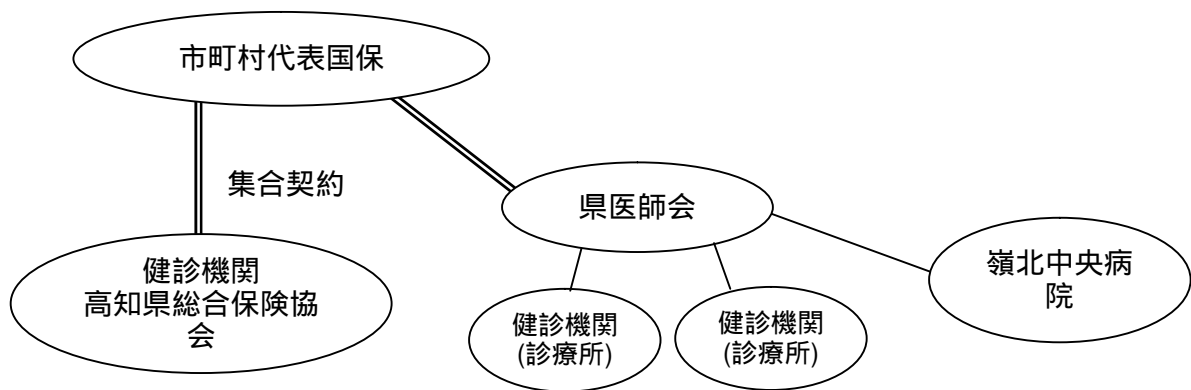 市町村代表国保
集合契約
県医師会
健診機関
高知県総合保険協
会
嶺北中央病
院
健診機関
(診療所)
健診機関
(診療所)